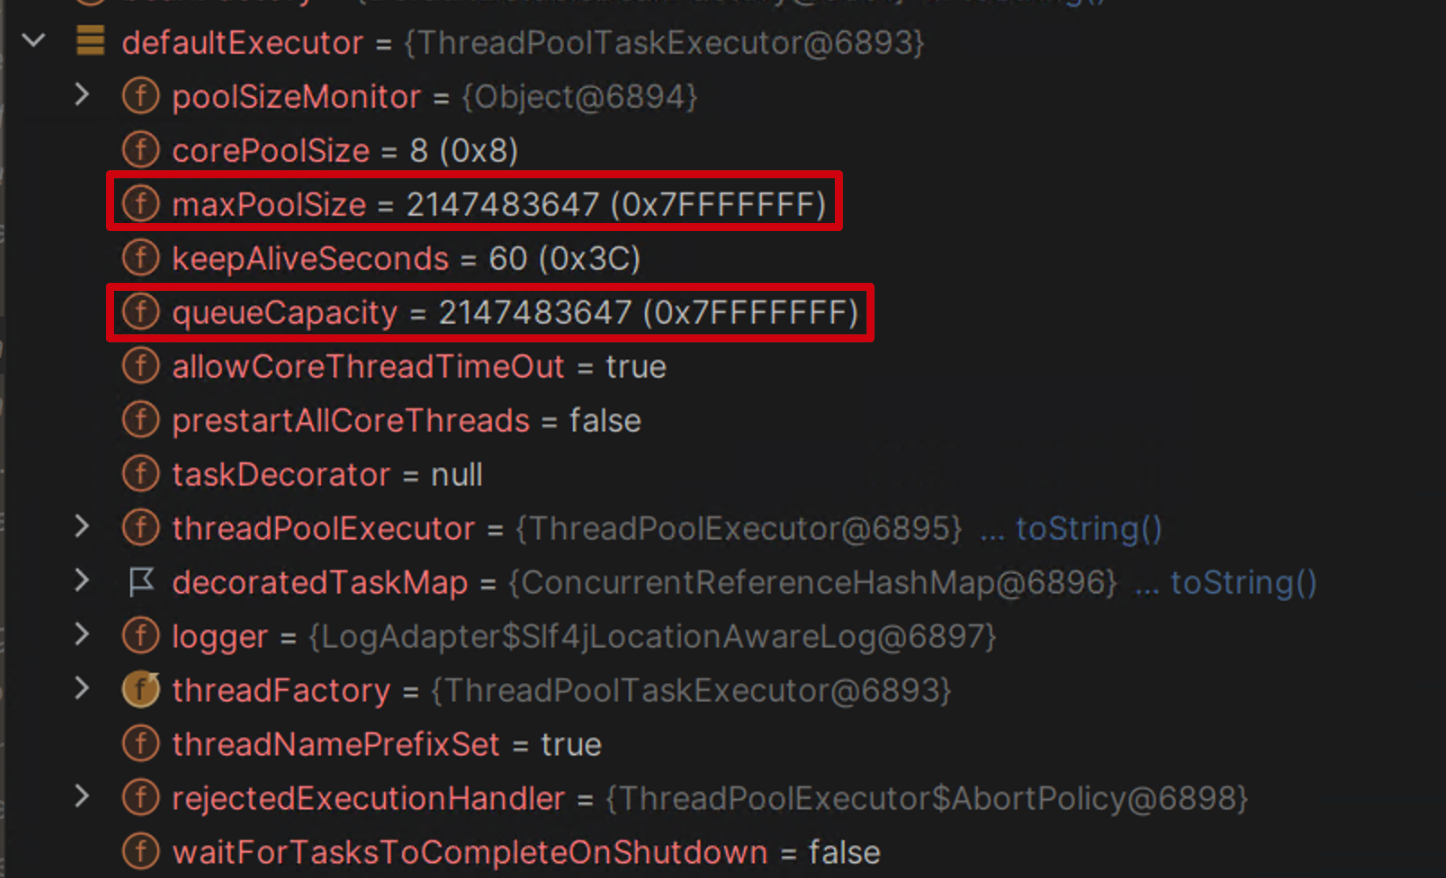 defaultExecutor = {ThreadPoolTaskExecutor@6893}
poolSizeMonitor = {Object@6894}
corePoolSize = 8 (0x8)
maxPoolSize = 2147483647 (0x7FFFFFFF)
keepAliveSeconds = 60 (0x3C)
queueCapacity = 2147483647 (0x7FFFFFFF)
allowCoreThreadTimeOut = true
prestartAllCoreThreads = false
taskDecorator = null
threadPoolExecutor = {ThreadPoolExecutor@6895} ... toString()
decoratedTaskMap = {ConcurrentReferenceHashMap@6896} ... toString()
logger = {LogAdapter$Slf4jLocationAwareLog@6897}
threadFactory = {ThreadPoolTaskExecutor@6893}
threadNamePrefixSet = true
rejectedExecutionHandler = {ThreadPoolExecutor$AbortPolicy@6898}
waitForTasksToCompleteOnShutdown = false